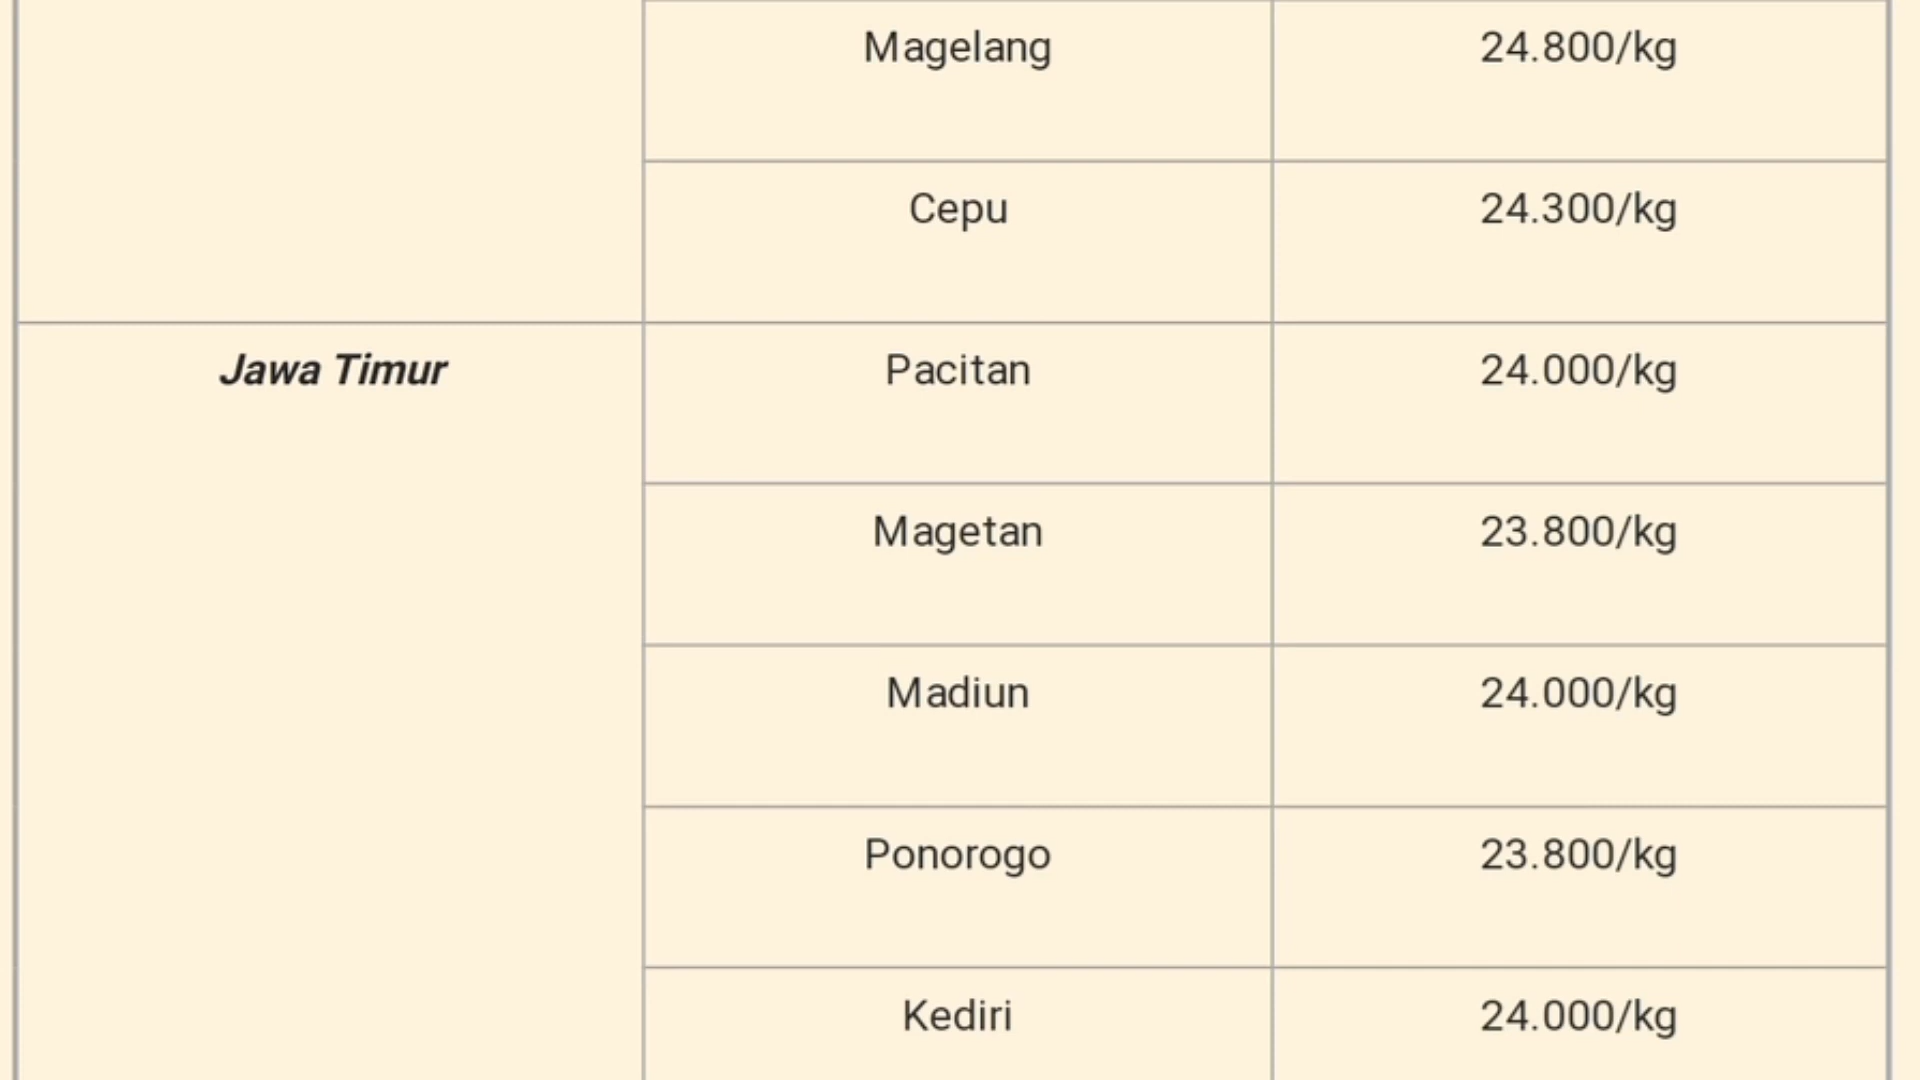 Magelang 24.800/kg
Cepu 24.300/kg
Jawa Timur Pacitan 24.000/kg
Magetan 23.800/kg
Madiun 24.000/kg
Ponorogo 23.800/kg
Kediri 24.000/kg